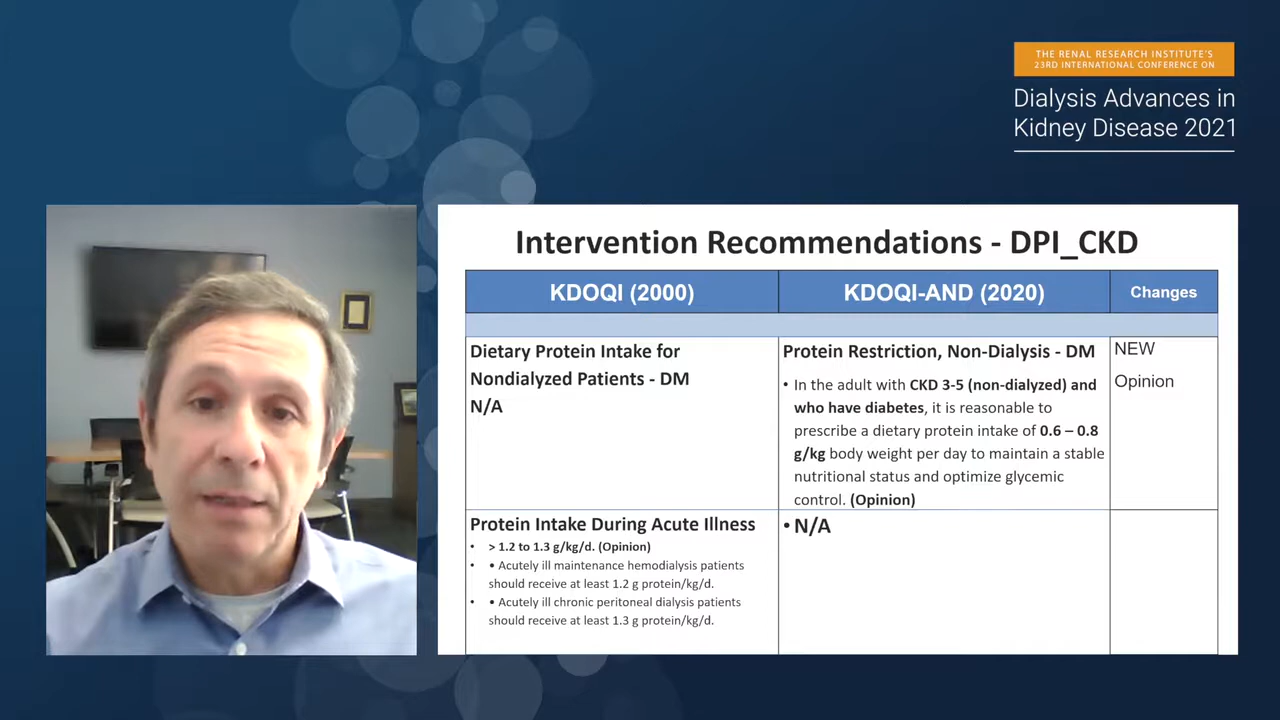 THE RENAL RESEARCH INSTITUTE'S
23RD INTERNATIONAL CONFERENCE ON
Dialysis Advances in
Kidney Disease 2021
Intervention Recommendations - DPI_CKD
KDOQI (2000)
KDOQI-AND (2020)
Changes
Dietary Protein Intake for
Nondialyzed Patients - DM
N/A
Protein Restriction, Non-Dialysis - DM
• In the adult with CKD 3-5 (non-dialyzed) and
who have diabetes, it is reasonable to
prescribe a dietary protein intake of 0.6 – 0.8
g/kg body weight per day to maintain a stable
nutritional status and optimize glycemic
control. (Opinion)
NEW
Opinion
Protein Intake During Acute Illness
• > 1.2 to 1.3 g/kg/d. (Opinion)
• • Acutely ill maintenance hemodialysis patients
should receive at least 1.2 g protein/kg/d.
• • Acutely ill chronic peritoneal dialysis patients
should receive at least 1.3 g protein/kg/d.
• N/A